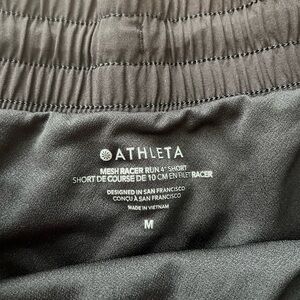 ATHLETA
MESH RACER RUN 4" SHORT
SHORT DE COURSE DE 10 CM EN FILET RACER
DESIGNED IN SAN FRANCISCO
CONÇU À SAN FRANCISCO
MADE IN VIETNAM
M